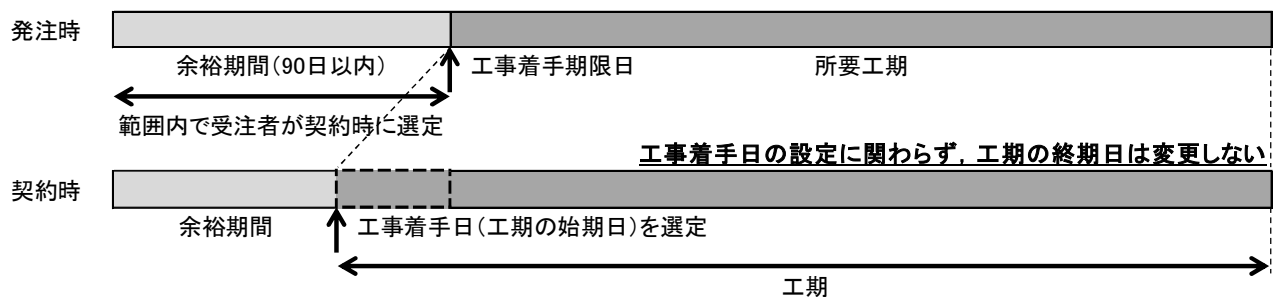 発注時
余裕期間(90日以内)
工事着手期限日
所要工期
範囲内で受注者が契約時に選定
工事着手日の設定に関わらず，工期の終期日は変更しない
契約時
余裕期間
工事着手日(工期の始期日)を選定
工期